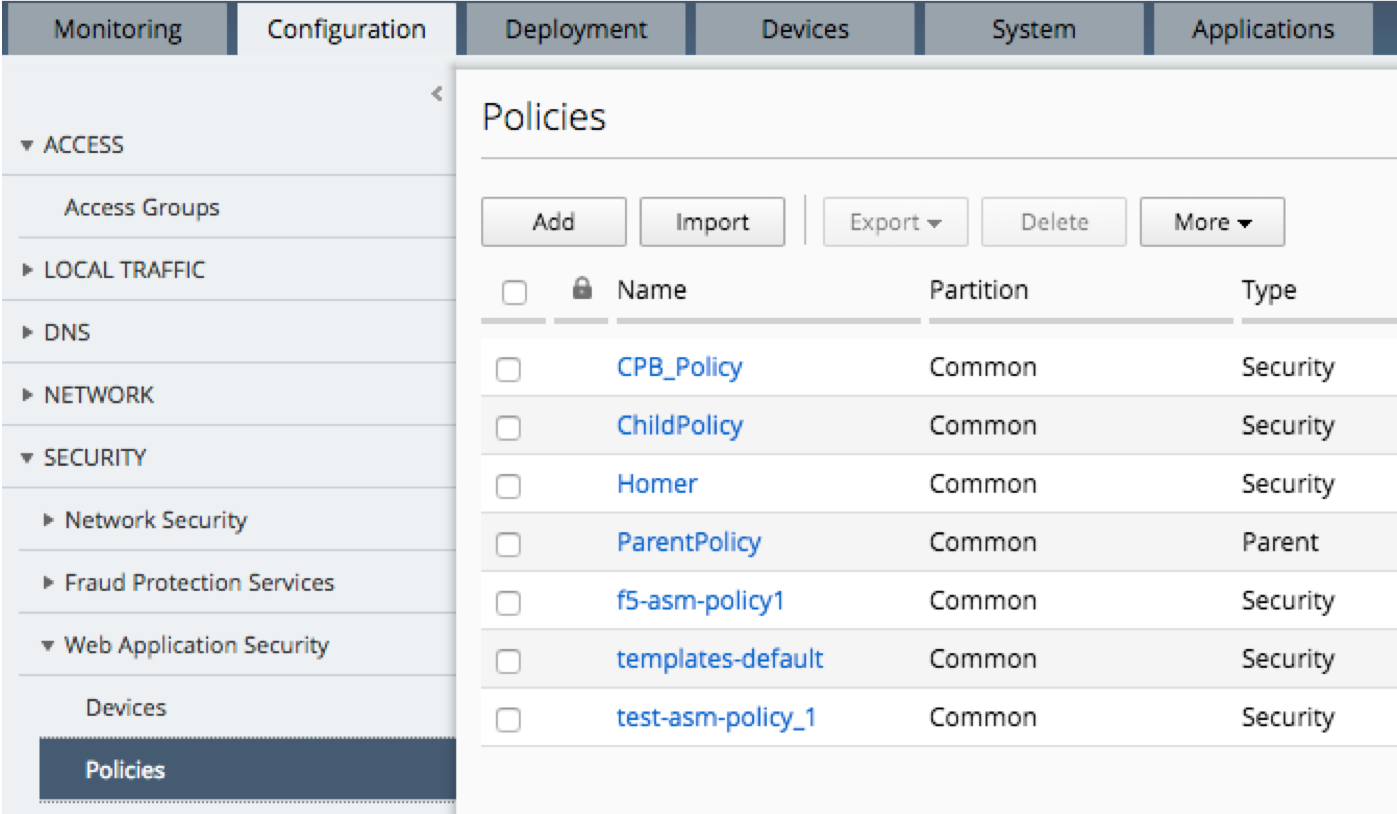 Monitoring Configuration Deployment Devices System Applications
ACCESS
Access Groups
LOCAL TRAFFIC
DNS
NETWORK
SECURITY
Network Security
Fraud Protection Services
Web Application Security
Devices
Policies
Policies
Add Import Export Delete More
Name Partition Type
CPB_Policy Common Security
ChildPolicy Common Security
Homer Common Security
ParentPolicy Common Parent
f5-asm-policy1 Common Security
templates-default Common Security
test-asm-policy_1 Common Security